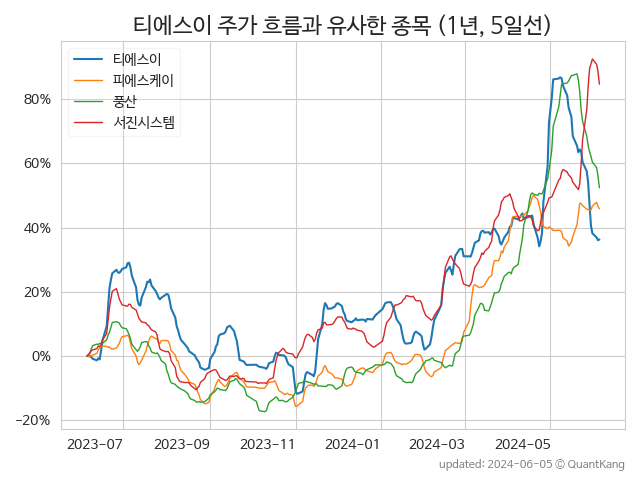 티에스이 주가 흐름과 유사한 종목 (1년, 5일선)
티에스이
피에스케이
풍산
서진시스템
80%
60%
40%
20%
0%
−20%
2023-07 2023-09 2023-11 2024-01 2024-03 2024-05
updated: 2024-06-05 © QuantKang